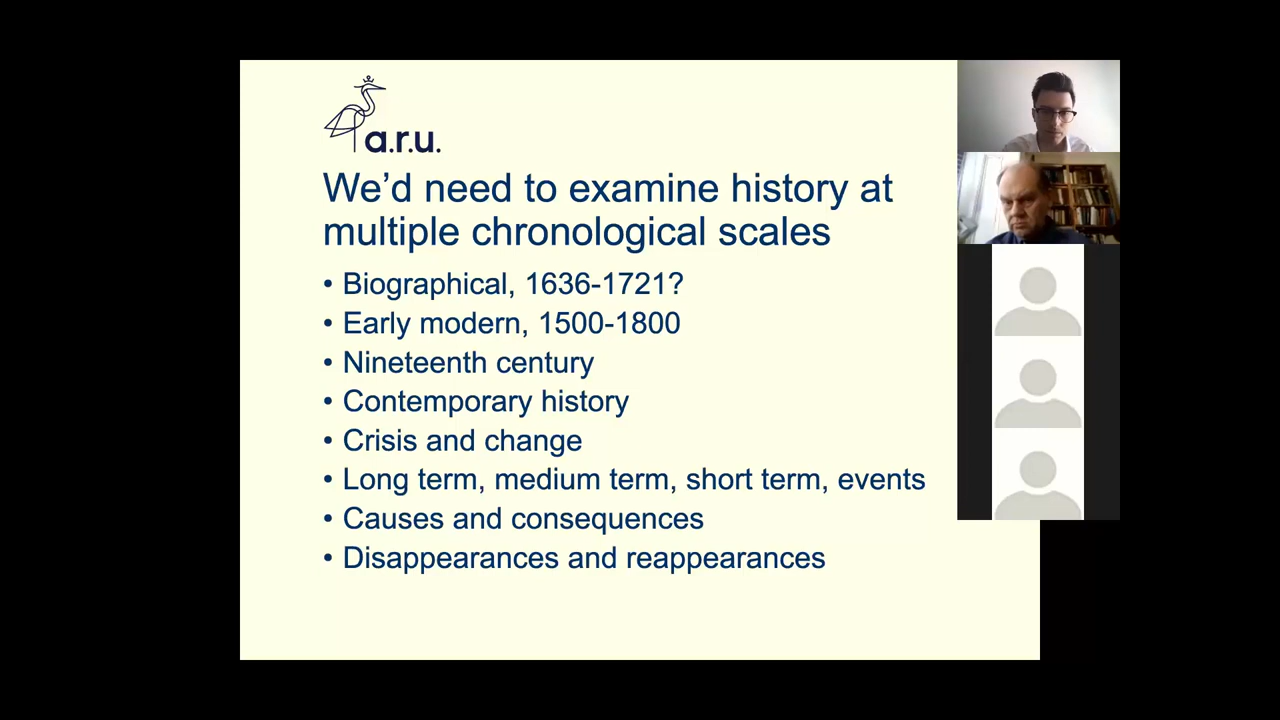 a.r.u.
We’d need to examine history at
multiple chronological scales
• Biographical, 1636-1721?
• Early modern, 1500-1800
• Nineteenth century
• Contemporary history
• Crisis and change
• Long term, medium term, short term, events
• Causes and consequences
• Disappearances and reappearances